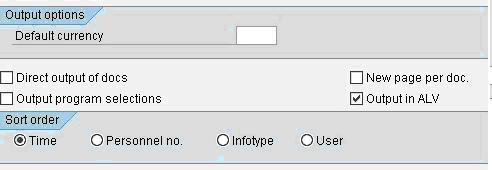 Output options
Default currency
Direct output of docs New page per doc.
Output program selections Output in ALV
Sort order
Time Personnel no. Infotype User